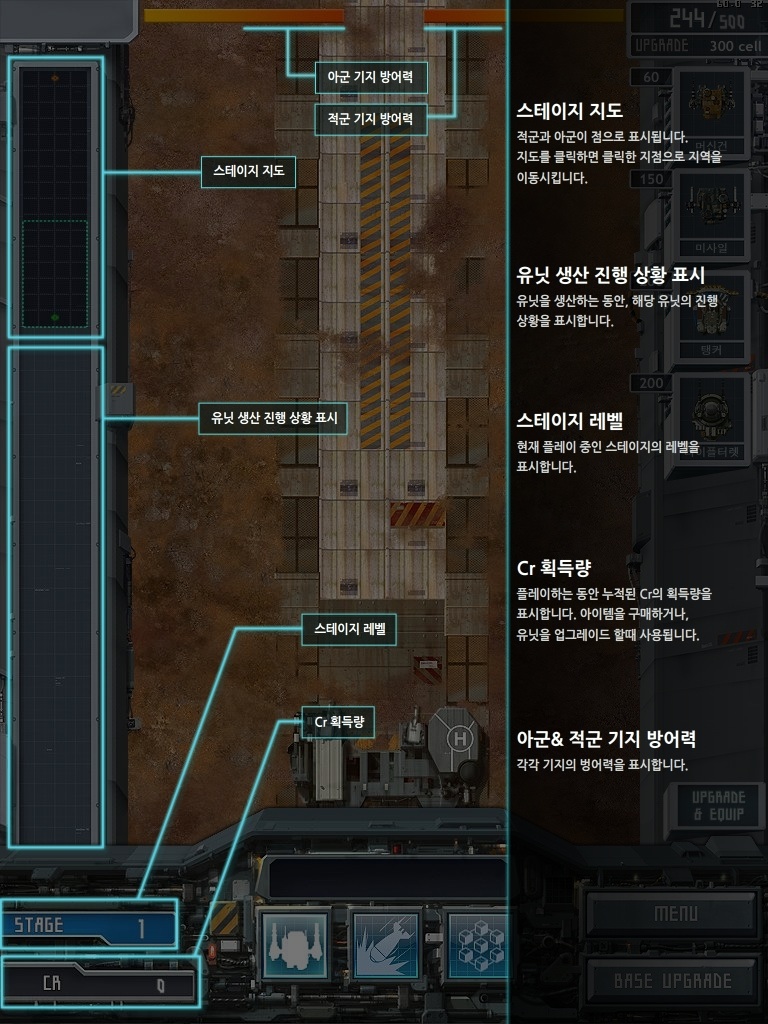 60.0 32
244/500
UPGRADE 300 cell
60
아군 기지 방어력
적군 기지 방어력
스테이지 지도
스테이지 지도
적군과 아군이 점으로 표시됩니다.
지도를 클릭하면 클릭한 지점으로 지역을
이동시킵니다.
머신건
150
미사일
유닛 생산 진행 상황 표시
유닛을 생산하는 동안, 해당 유닛의 진행
상황을 표시합니다.
탱커
200
유닛 생산 진행 상황 표시
스테이지 레벨
현재 플레이 중인 스테이지의 레벨을
표시합니다.
Cr 획득량
플레이하는 동안 누적된 Cr의 획득량을
표시합니다. 아이템을 구매하거나,
유닛을 업그레이드 할때 사용됩니다.
스테이지 레벨
Cr 획득량
H
아군& 적군 기지 방어력
각각 기지의 방어력을 표시합니다.
UPGRADE
& EQUIP
STAGE 1
MENU
CR 0
BASE UPGRADE